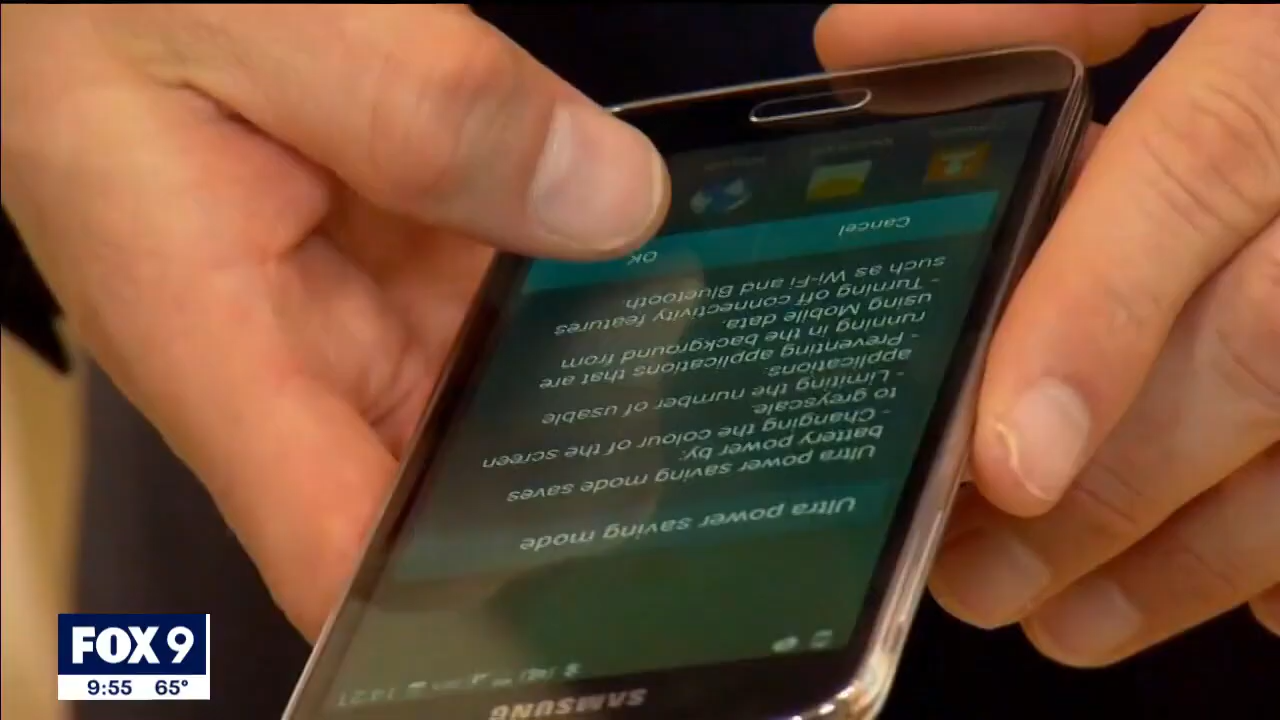 SAMSUNG
14:21
Ultra power saving mode
Ultra power saving mode saves
battery power by:
- Changing the colour of the screen
to greyscale.
- Limiting the number of usable
applications.
- Preventing applications that are
running in the background from
using Mobile data.
- Turning off connectivity features
such as Wi-Fi and Bluetooth.
Cancel
OK
FOX 9
9:55 65°